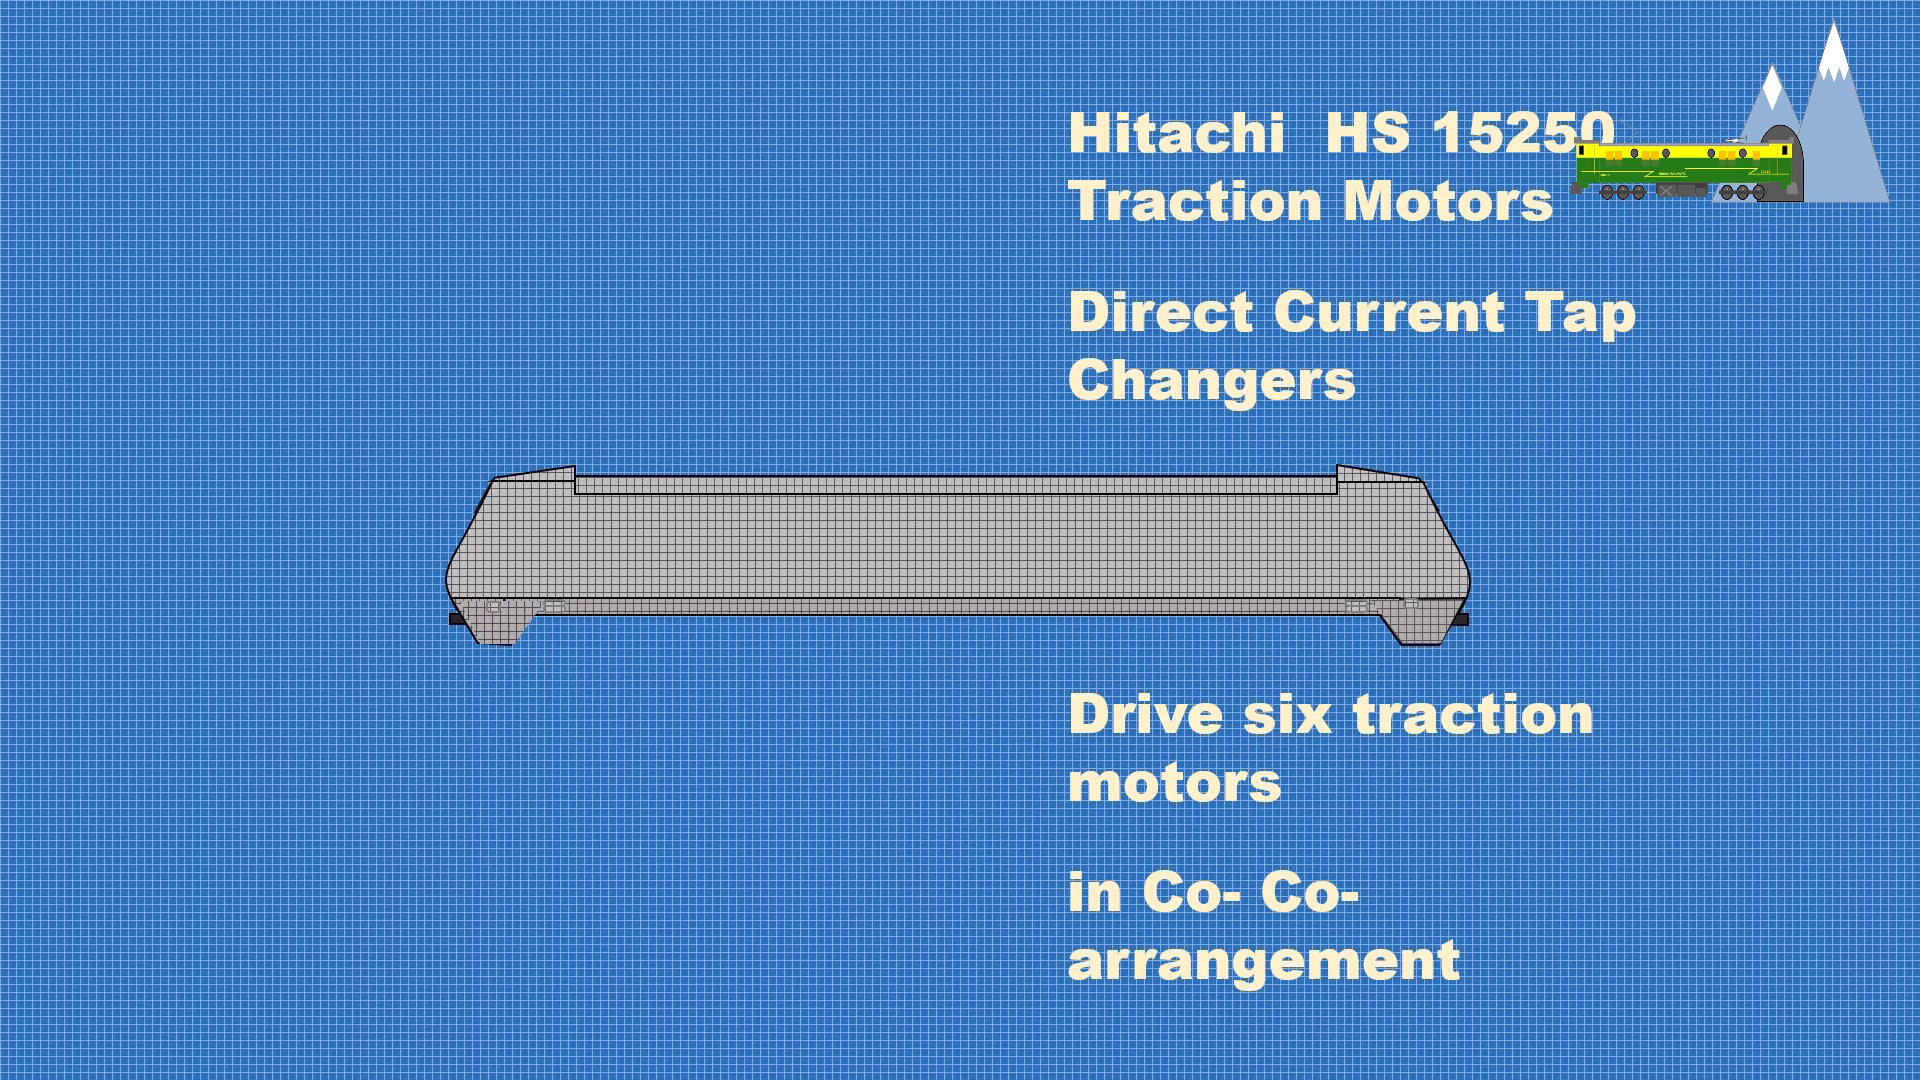 Hitachi  HS 15250
Traction Motors
Direct Current Tap
Changers
Drive six traction
motors
in Co- Co-
arrangement